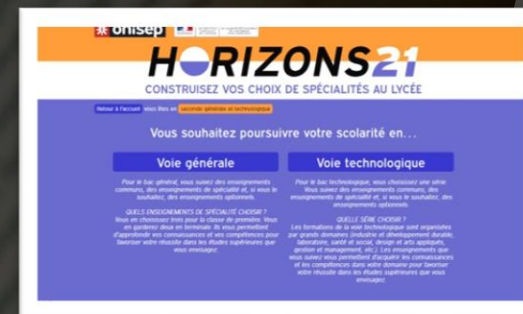 onisep
HORIZONS21
CONSTRUISEZ VOS CHOIX DE SPÉCIALITÉS AU LYCÉE
Retour à l'accueil vous êtes en seconde générale et technologique
Vous souhaitez poursuivre votre scolarité en...
Voie générale
Pour le bac général, vous suivez des enseignements
communs, des enseignements de spécialité et, si vous le
souhaitez, des enseignements optionnels.
QUELS ENSEIGNEMENTS DE SPÉCIALITÉ CHOISIR ?
Vous en choisissez trois pour la classe de première. Vous
en garderez deux en terminale. Ils vous permettent
d'approfondir vos connaissances et vos compétences pour
favoriser votre réussite dans les études supérieures que
vous envisagez.
Voie technologique
Pour le bac technologique, vous choisissez une série.
Vous suivez des enseignements communs, des
enseignements de spécialité et, si vous le souhaitez, des
enseignements optionnels.
QUELLE SÉRIE CHOISIR ?
Les formations de la voie technologique sont organisées
par grands domaines (industrie et développement durable,
laboratoire, santé et social, design et arts appliqués,
gestion et management, etc.). Les enseignements que
vous suivez vous permettent d'acquérir les connaissances
et les compétences dans votre domaine pour favoriser
votre réussite dans les études supérieures que vous
envisagez.